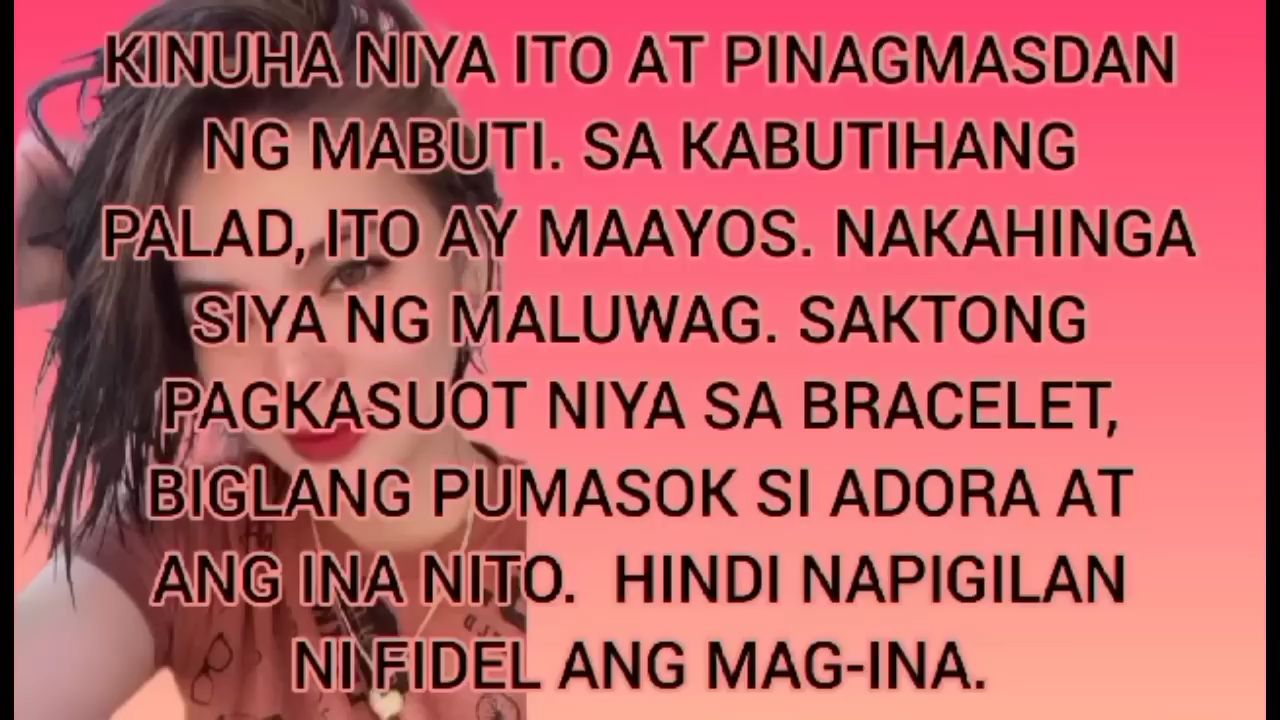 KINUHA NIYA ITO AT PINAGMASDAN
NG MABUTI. SA KABUTIHANG
PALAD, ITO AY MAAYOS. NAKAHINGA
SIYA NG MALUWAG. SAKTONG
PAGKASUOT NIYA SA BRACELET,
BIGLANG PUMASOK SI ADORA AT
ANG INA NITO.  HINDI NAPIGILAN
NI FIDEL ANG MAG-INA.